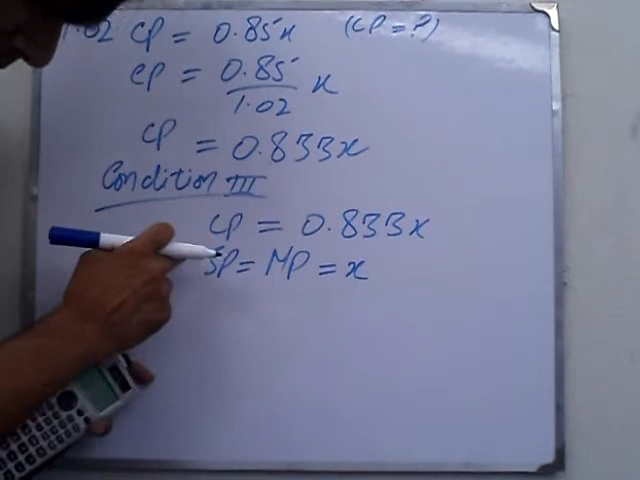 1.02 CP = 0.85x (CP = ?)
CP = 0.85/1.02 x
CP = 0.833x
Condition III
CP = 0.833x
SP = MP = x